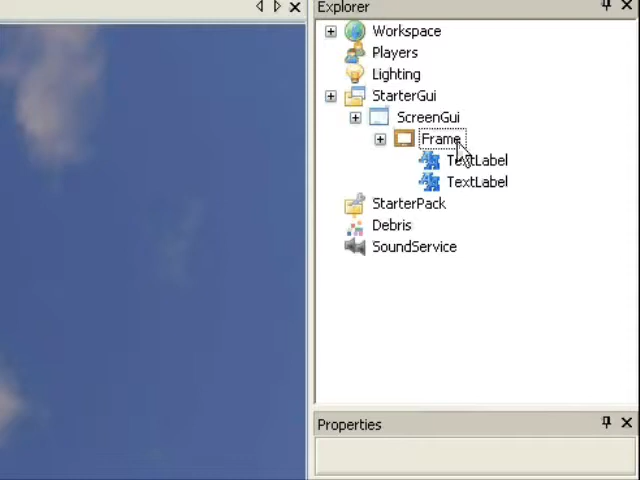 Explorer
Workspace
Players
Lighting
StarterGui
ScreenGui
Frame
TextLabel
TextLabel
StarterPack
Debris
SoundService
Properties